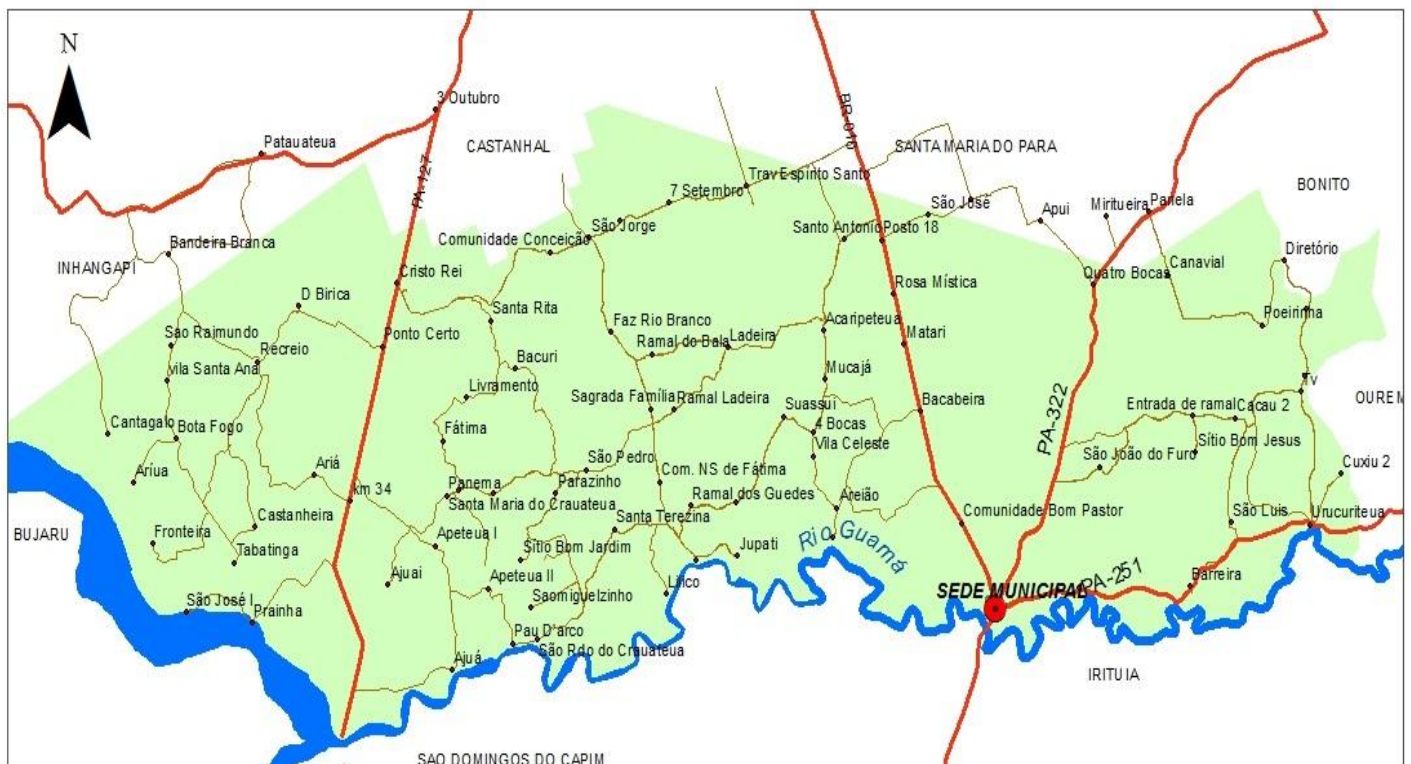 N
3 Outubro
Patauateua
CASTANHAL
PA-127
BR-010
SANTA MARIA DO PARA
BONITO
Trav Espirito Santo
7 Setembro
São José
Apui
Miritueira
Panela
São Jorge
Santo Antonio
Posto 18
Bandeira Branca
Comunidade Conceição
Diretório
INHANGAPI
Cristo Rei
Quatro Bocas
Canavial
Rosa Mística
D Birica
Santa Rita
Poeirinha
Sao Raimundo
Ponto Certo
Faz Rio Branco
Ladeira
Acaripeteua
Matari
Recreio
Ramal do Bala
Bacuri
vila Santa Ana
Mucajá
Livramento
Tv
Sagrada Família
Ramal Ladeira
Suassui
Bacabeira
OUREM
Entrada de ramal
Cacau 2
Cantagalo
Bota Fogo
Fátima
4 Bocas
PA-322
Vila Celeste
Sítio Bom Jesus
São João do Furo
São Pedro
Aríua
Ariá
Com. NS de Fátima
Cuxiu 2
Panema
Parazinho
km 34
Santa Maria do Crauateua
Ramal dos Guedes
Areião
Castanheira
Santa Terezina
Comunidade Bom Pastor
São Luis
Urucuriteua
BUJARU
Fronteira
Apeteua I
Rio Guamá
Sítio Bom Jardim
Tabatinga
Jupati
Ajuai
Apeteua II
PA-251
Barreira
Lilico
SEDE MUNICIPAL
São José I
Prainha
Saomiguelzinho
Pau D'arco
São Rdo do Crauateua
Ajuá
IRITUIA
SAO DOMINGOS DO CAPIM